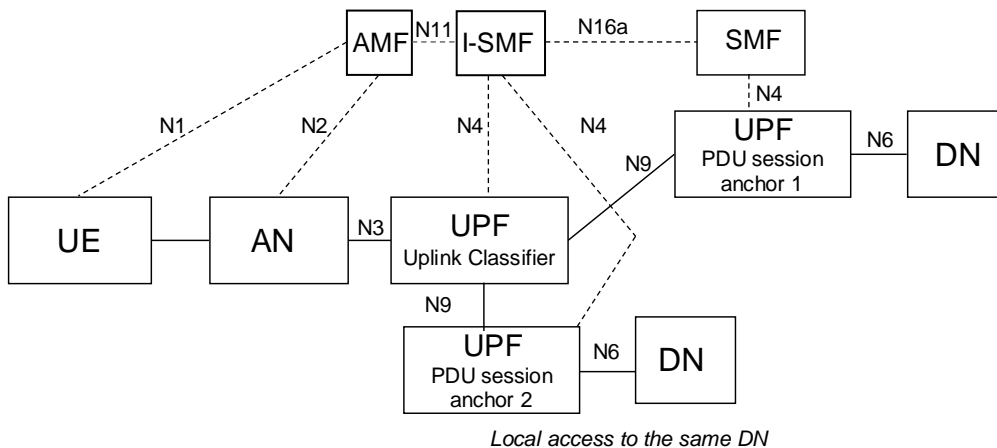 N11
N16a
AMF
I-SMF
SMF
N1
N2
N4
N4
N4
UPF
PDU session
anchor 1
N6
DN
N9
UE
AN
N3
UPF
Uplink Classifier
N9
UPF
PDU session
anchor 2
N6
DN
Local access to the same DN